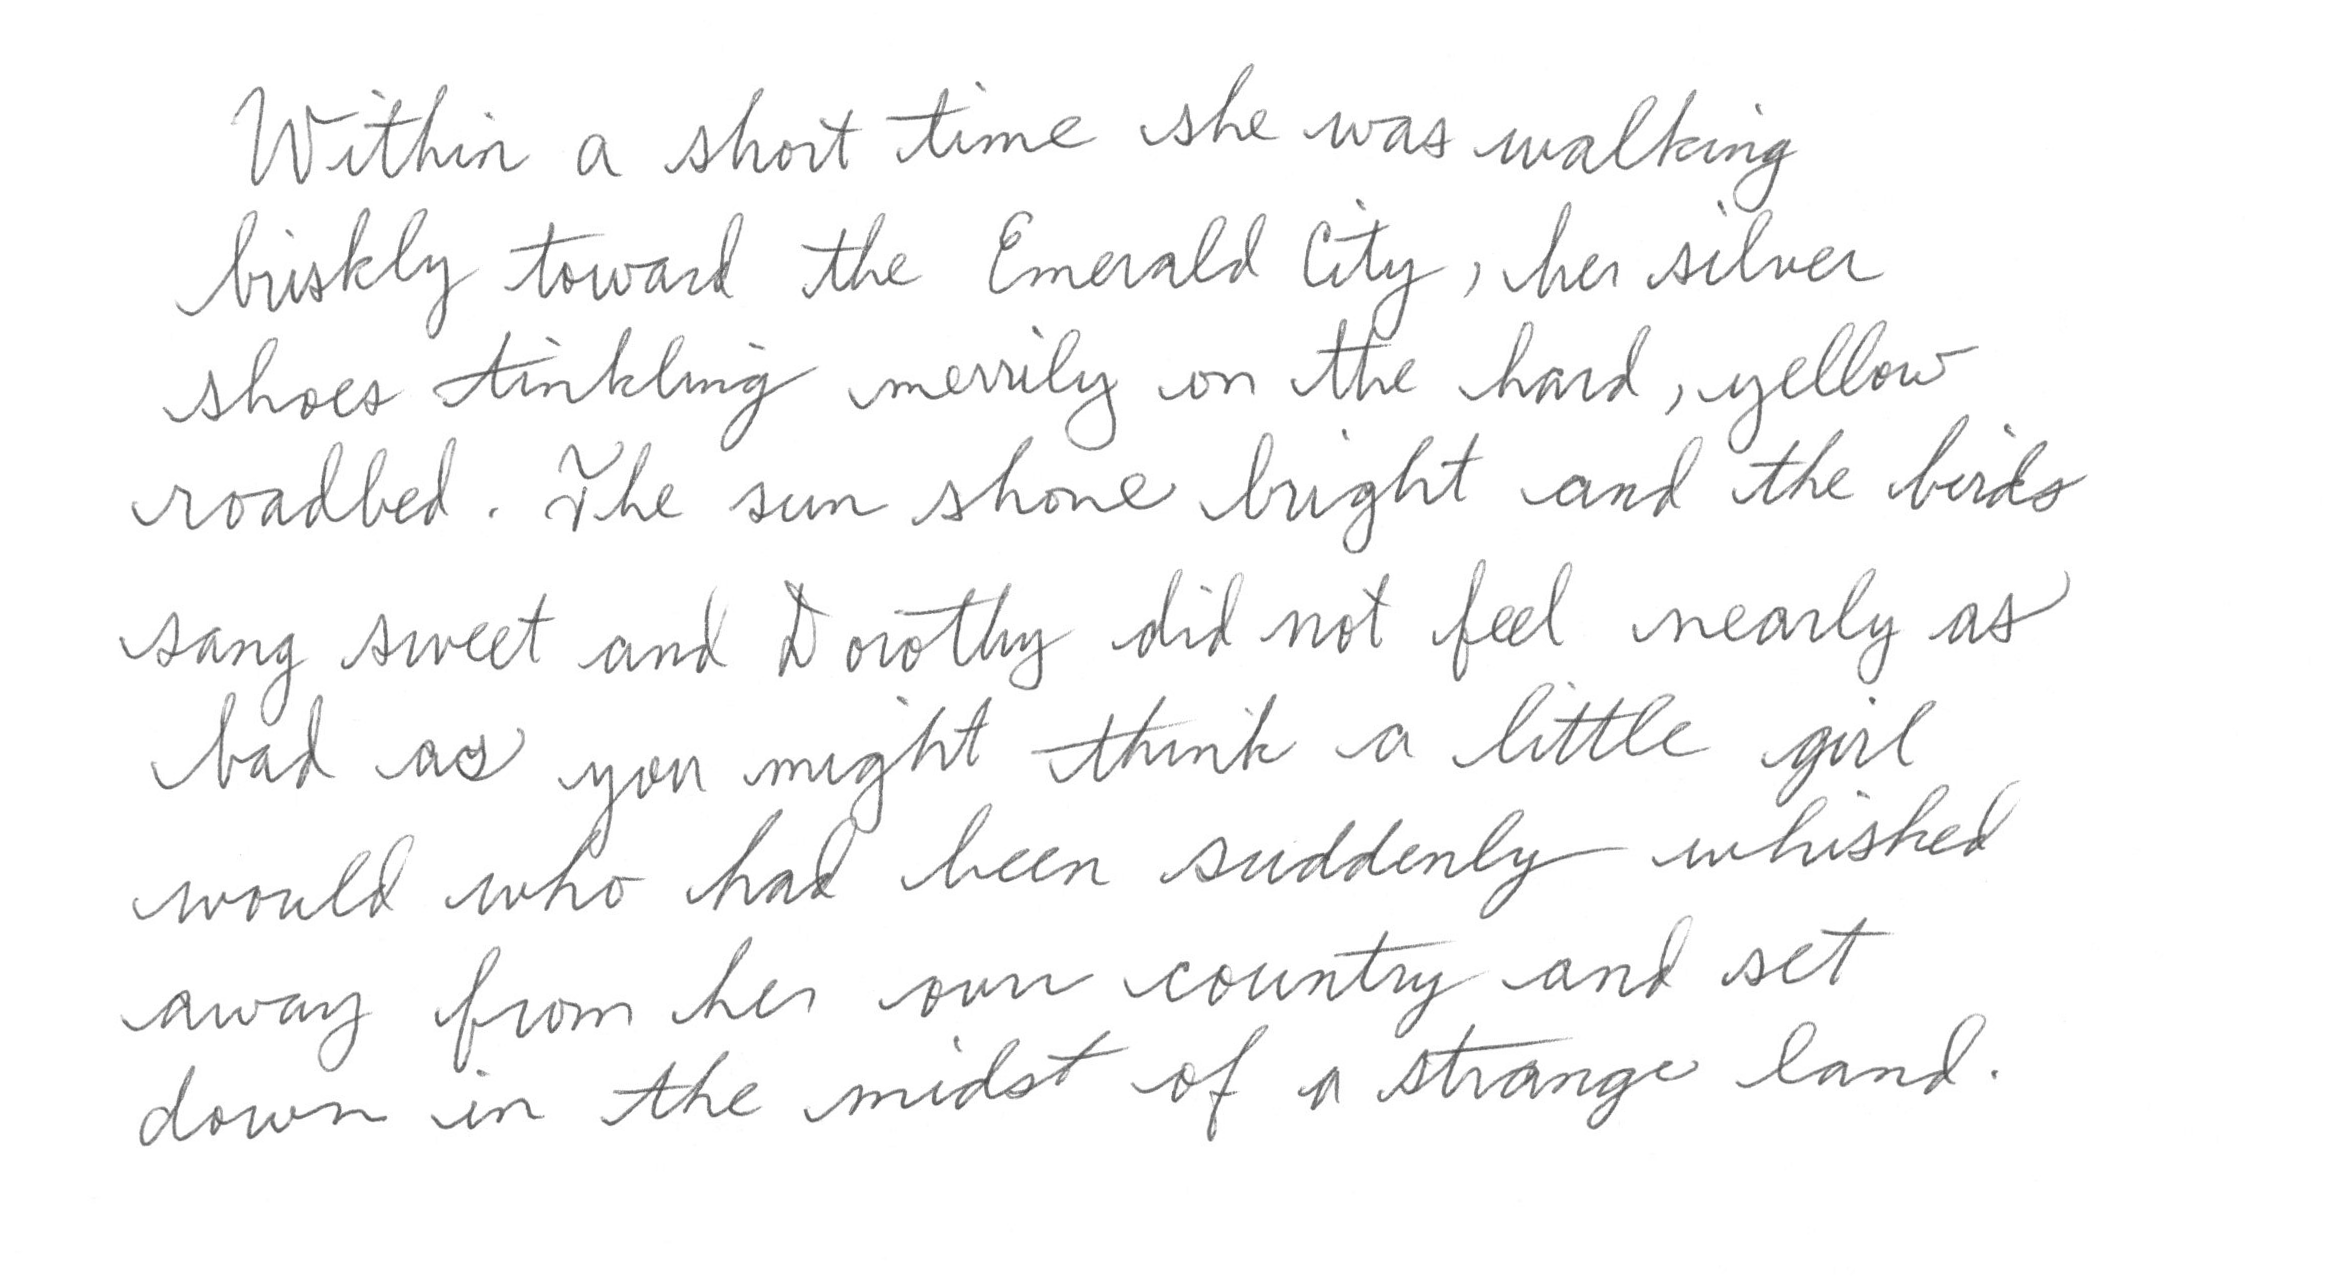 Within a short time she was walking
briskly toward the Emerald City, her silver
shoes tinkling merrily on the hard, yellow
roadbed. The sun shone bright and the birds
sang sweet and Dorothy did not feel nearly as
bad as you might think a little girl
would who had been suddenly whisked
away from her own country and set
down in the midst of a strange land.